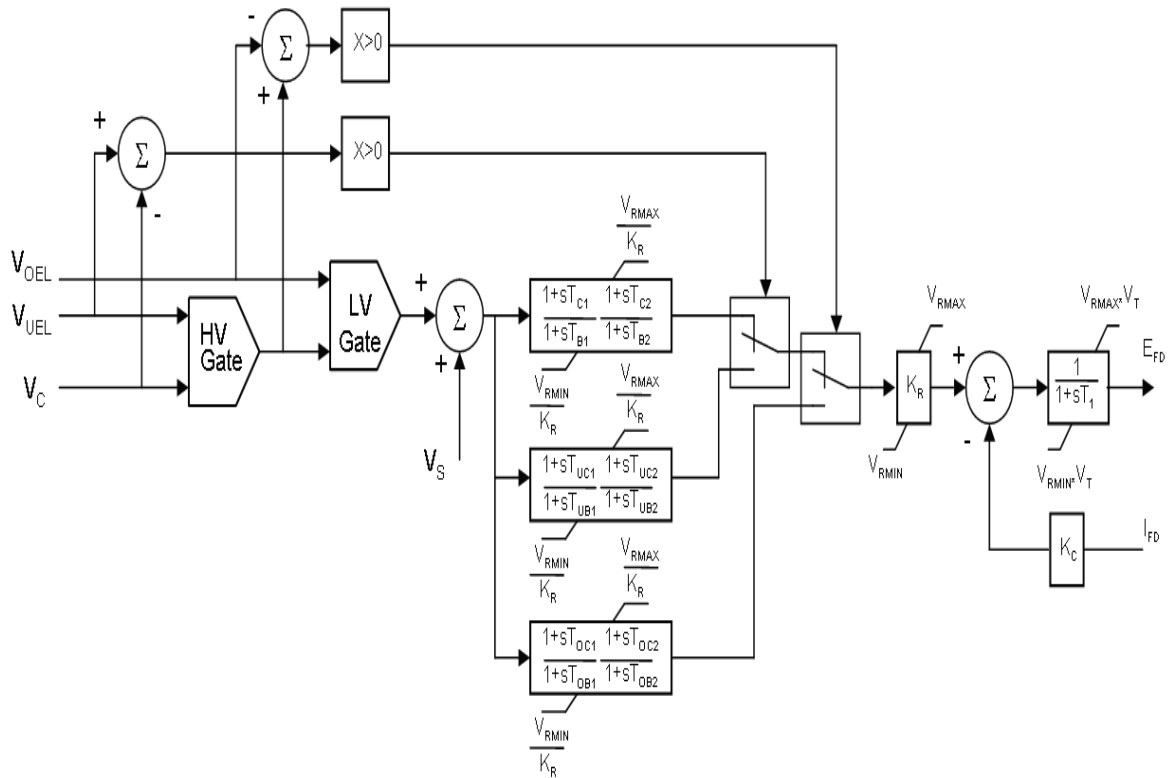 -
Σ
X>0
+
+
Σ
X>0
-
V_OEL
V_UEL
V_C
HV
Gate
LV
Gate
+
Σ
+
V_S
V_RMAX
K_R
1+sT_C1 1+sT_C2
1+sT_B1 1+sT_B2
V_RMIN
K_R
V_RMAX
K_R
1+sT_UC1 1+sT_UC2
1+sT_UB1 1+sT_UB2
V_RMIN
K_R
V_RMAX
K_R
1+sT_OC1 1+sT_OC2
1+sT_OB1 1+sT_OB2
V_RMIN
K_R
V_RMAX
K_R
V_RMIN
+
Σ
-
V_RMAX*V_T
1
1+sT_1
V_RMIN*V_T
E_FD
K_C
I_FD